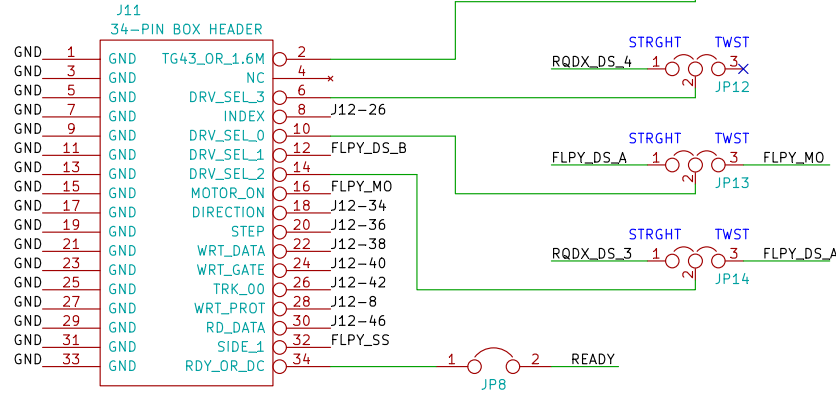 J11
34-PIN BOX HEADER
GND 1 GND TG43_OR_1.6M 2
GND 3 GND NC 4
GND 5 GND DRV_SEL_3 6
GND 7 GND INDEX 8 J12-26
GND 9 GND DRV_SEL_0 10
GND 11 GND DRV_SEL_1 12 FLPY_DS_B
GND 13 GND DRV_SEL_2 14
GND 15 GND MOTOR_ON 16 FLPY_MO
GND 17 GND DIRECTION 18 J12-34
GND 19 GND STEP 20 J12-36
GND 21 GND WRT_DATA 22 J12-38
GND 23 GND WRT_GATE 24 J12-40
GND 25 GND TRK_00 26 J12-42
GND 27 GND WRT_PROT 28 J12-8
GND 29 GND RD_DATA 30 J12-46
GND 31 GND SIDE_1 32 FLPY_SS
GND 33 GND RDY_OR_DC 34
1 2 READY
JP8
STRGHT TWST
RQDX_DS_4 1 3
2
JP12
STRGHT TWST
FLPY_DS_A 1 3 FLPY_MO
2
JP13
STRGHT TWST
RQDX_DS_3 1 3 FLPY_DS_A
2
JP14